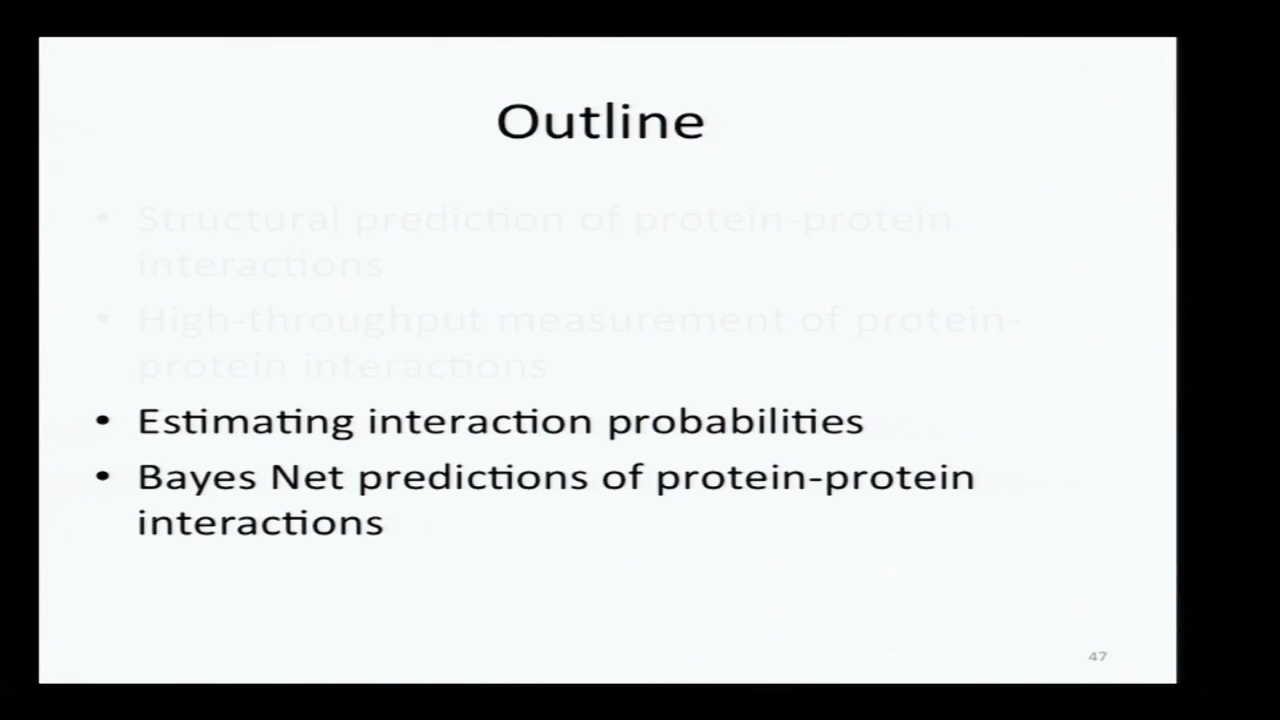 Outline
• Structural prediction of protein-protein
interactions
• High-throughput measurement of protein-
protein interactions
• Estimating interaction probabilities
• Bayes Net predictions of protein-protein
interactions
47